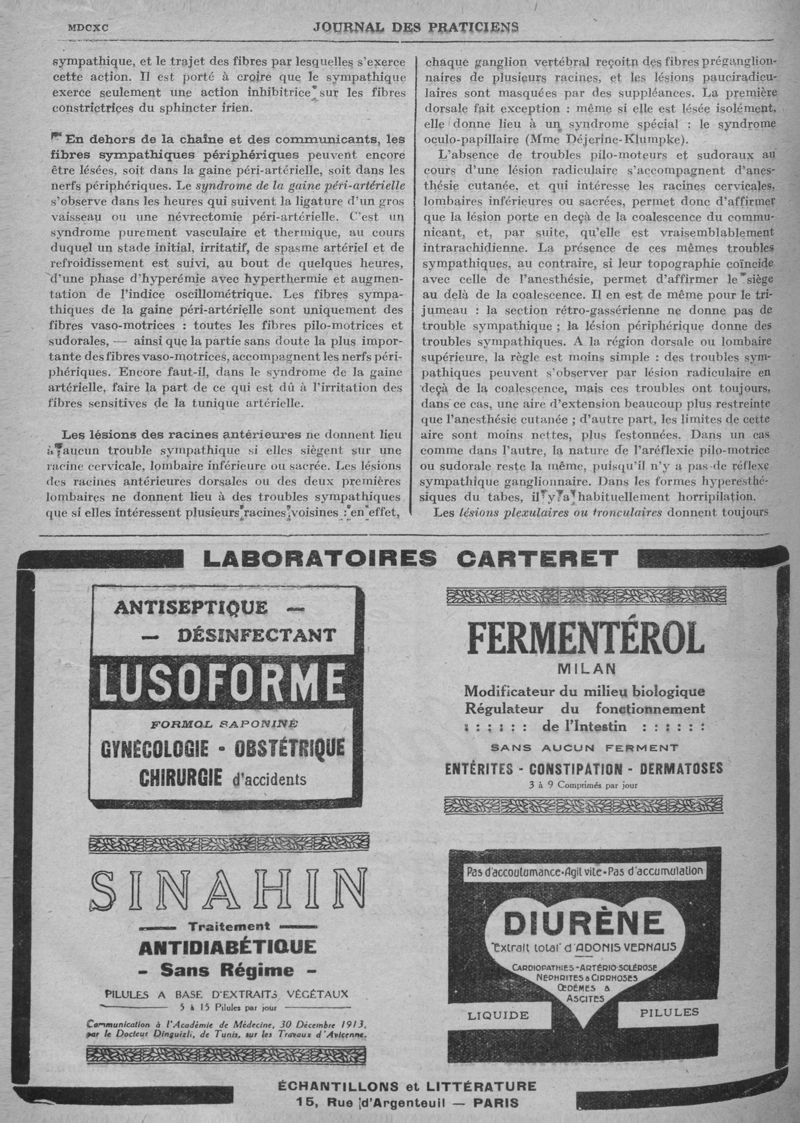 MDCXC
JOURNAL DES PRATICIENS
sympathique, et le trajet des fibres par lesquelles s'exerce
cette action. Il est porté à croire que le sympathique
exerce seulement une action inhibitrice sur les fibres
constrictrices du sphincter irien.
En dehors de la chaîne et des communicants, les
fibres sympathiques périphériques peuvent encore
être lésées, soit dans la gaine péri-artérielle, soit dans les
nerfs périphériques. Le syndrome de la gaine péri-artérielle
s'observe dans les heures qui suivent la ligature d'un gros
vaisseau ou une névrectomie péri-artérielle. C'est un
syndrome purement vasculaire et thermique, au cours
duquel un stade initial, irritatif, de spasme artériel et de
refroidissement est suivi, au bout de quelques heures,
d'une phase d'hyperémie avec hyperthermie et augmen-
tation de l'indice oscillométrique. Les fibres sympa-
thiques de la gaine péri-artérielle sont uniquement des
fibres vaso-motrices : toutes les fibres pilo-motrices et
sudorales, — ainsi que la partie sans doute la plus impor-
tante des fibres vaso-motrices, accompagnent les nerfs péri-
phériques. Encore faut-il, dans le syndrome de la gaine
artérielle, faire la part de ce qui est dû à l'irritation des
fibres sensitives de la tunique artérielle.
Les lésions des racines antérieures ne donnent lieu
à aucun trouble sympathique si elles siègent sur une
racine cervicale, lombaire inférieure ou sacrée. Les lésions
des racines antérieures dorsales ou des deux premières
lombaires ne donnent lieu à des troubles sympathiques
que si elles intéressent plusieurs racines voisines : en effet,
chaque ganglion vertébral reçoitn des fibres préganglion-
naires de plusieurs racines, et les lésions pauciradicu-
laires sont masquées par des suppléances. La première
dorsale fait exception : même si elle est lésée isolément,
elle donne lieu à un syndrome spécial : le syndrome
oculo-papillaire (Mme Déjerine-Klumpke).
L'absence de troubles pilo-moteurs et sudoraux au
cours d'une lésion radiculaire s'accompagnent d'anes-
thésie cutanée, et qui intéresse les racines cervicales,
lombaires inférieures ou sacrées, permet donc d'affirmer
que la lésion porte en deçà de la coalescence du commu-
nicant, et, par suite, qu'elle est vraisemblablement
intrarachidienne. La présence de ces mêmes troubles
sympathiques, au contraire, si leur topographie coïncide
avec celle de l'anesthésie, permet d'affirmer le siège
au delà de la coalescence. Il en est de même pour le tri-
jumeau : la section rétro-gassérienne ne donne pas de
trouble sympathique ; la lésion périphérique donne des
troubles sympathiques. A la région dorsale ou lombaire
supérieure, la règle est moins simple : des troubles sym-
pathiques peuvent s'observer par lésion radiculaire en
deçà de la coalescence, mais ces troubles ont toujours,
dans ce cas, une aire d'extension beaucoup plus restreinte
que l'anesthésie cutanée ; d'autre part, les limites de cette
aire sont moins nettes, plus festonnées. Dans un cas
comme dans l'autre, la nature de l'aréflexie pilo-motrice
ou sudorale reste la même, puisqu'il n'y a pas de réflexe
sympathique ganglionnaire. Dans les formes hyperesthé-
siques du tabes, il y a habituellement horripilation.
Les lésions plexulaires ou tronculaires donnent toujours
LABORATOIRES CARTERET
ANTISEPTIQUE —
— DÉSINFECTANT
LUSOFORME
FORMOL SAPONINÉ
GYNÉCOLOGIE - OBSTÉTRIQUE
CHIRURGIE d'accidents
FERMENTÉROL
MILAN
Modificateur du milieu biologique
Régulateur du fonctionnement
: : : : : : de l'Intestin : : : : : :
SANS AUCUN FERMENT
ENTÉRITES - CONSTIPATION - DERMATOSES
3 à 9 Comprimés par jour
SINAHIN
Traitement
ANTIDIABÉTIQUE
- Sans Régime -
PILULES A BASE D'EXTRAITS VÉGÉTAUX
5 à 15 Pilules par jour
Communication à l'Académie de Médecine, 30 Décembre 1913,
par le Docteur Dinguizli, de Tunis, sur les Travaux d'Avicenne.
Pas d'accoutumance-Agit vite-Pas d'accumulation
DIURÈNE
"Extrait total" d'ADONIS VERNALIS
CARDIOPATHIES-ARTÉRIO-SCLÉROSE
NÉPHRITES & CIRRHOSES
ŒDÈMES &
ASCITES
LIQUIDE
PILULES
ÉCHANTILLONS et LITTÉRATURE
15, Rue d'Argenteuil — PARIS